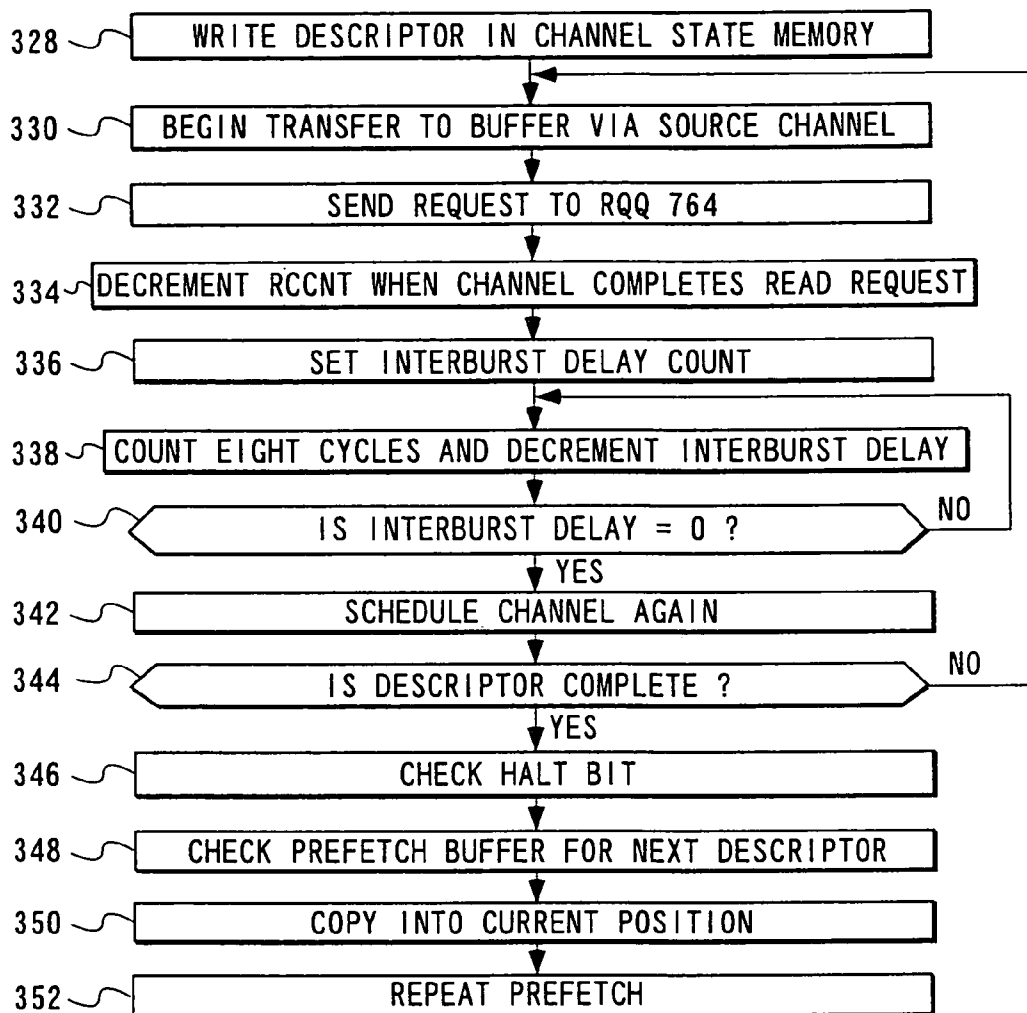 328 WRITE DESCRIPTOR IN CHANNEL STATE MEMORY
330 BEGIN TRANSFER TO BUFFER VIA SOURCE CHANNEL
332 SEND REQUEST TO RQQ 764
334 DECREMENT RCCNT WHEN CHANNEL COMPLETES READ REQUEST
336 SET INTERBURST DELAY COUNT
338 COUNT EIGHT CYCLES AND DECREMENT INTERBURST DELAY
340 IS INTERBURST DELAY = 0 ? NO
YES
342 SCHEDULE CHANNEL AGAIN
344 IS DESCRIPTOR COMPLETE ? NO
YES
346 CHECK HALT BIT
348 CHECK PREFETCH BUFFER FOR NEXT DESCRIPTOR
350 COPY INTO CURRENT POSITION
352 REPEAT PREFETCH